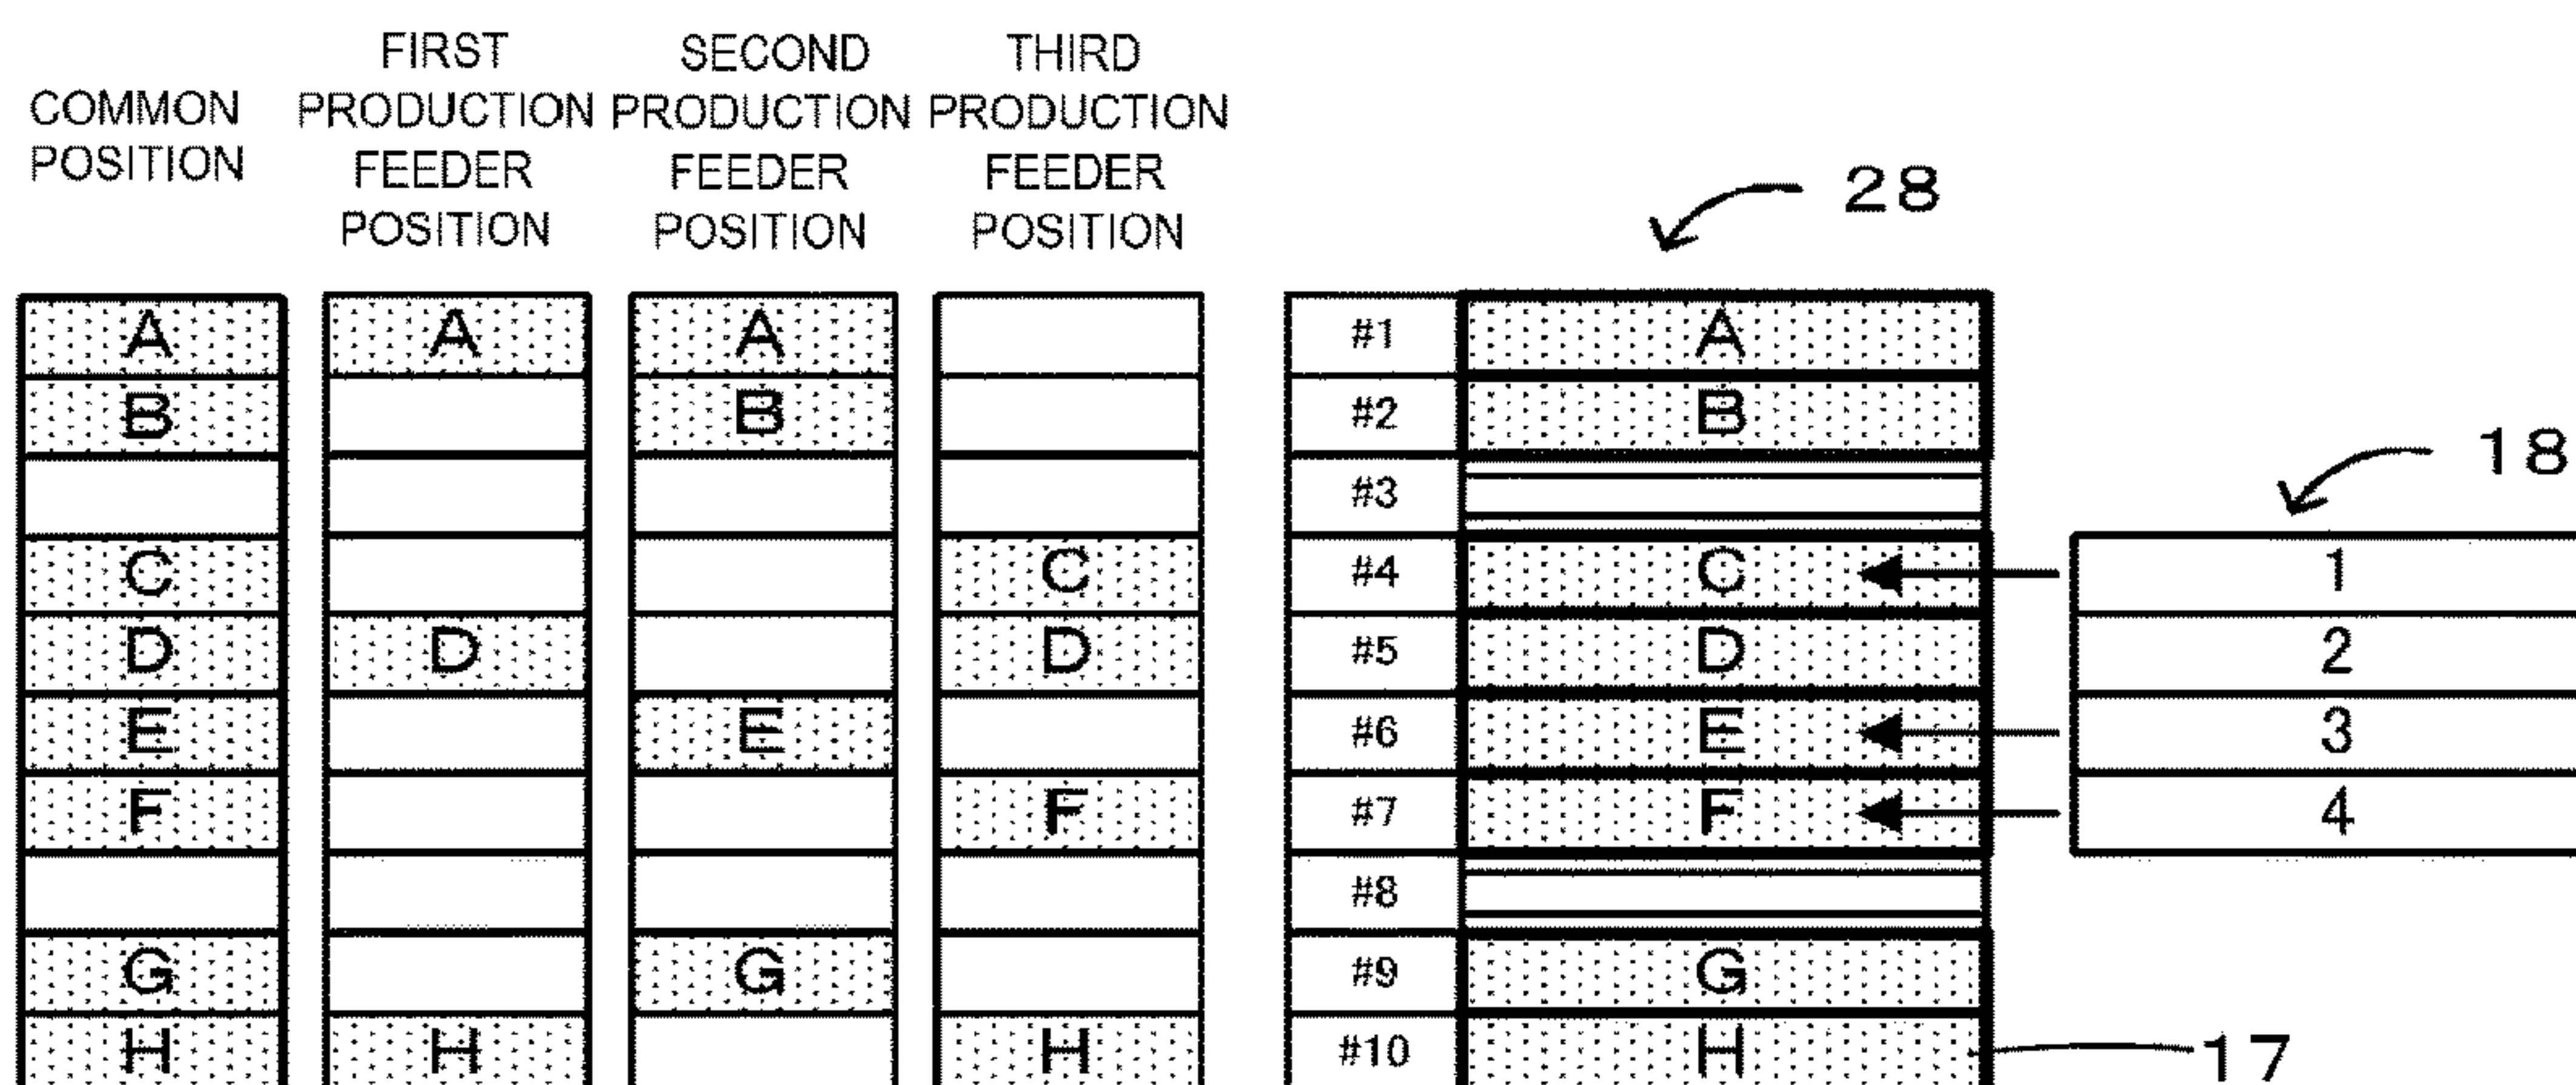 COMMON
POSITION
FIRST
PRODUCTION
FEEDER
POSITION
SECOND
PRODUCTION
FEEDER
POSITION
THIRD
PRODUCTION
FEEDER
POSITION
28
18
A A A #1 A
B B #2 B
#3
C C #4 C 1
D D D #5 D 2
E E #6 E 3
F F #7 F 4
#8
G G #9 G
H H H #10 H 17